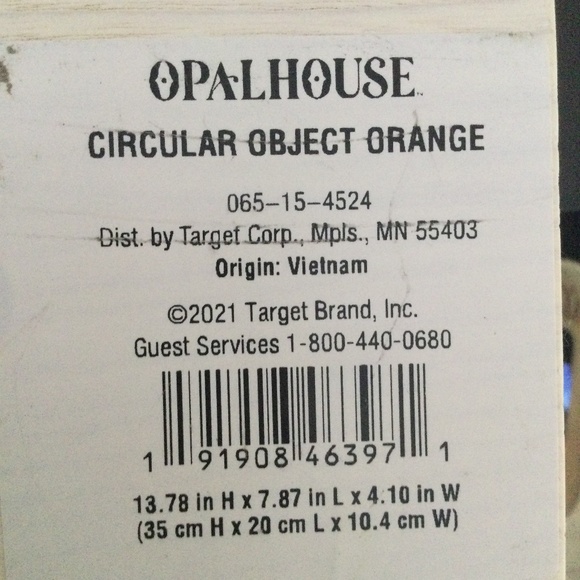 OPALHOUSE™
CIRCULAR OBJECT ORANGE
065-15-4524
Dist. by Target Corp., Mpls., MN 55403
Origin: Vietnam
©2021 Target Brand, Inc.
Guest Services 1-800-440-0680
1 91908 46397 1
13.78 in H x 7.87 in L x 4.10 in W
(35 cm H x 20 cm L x 10.4 cm W)